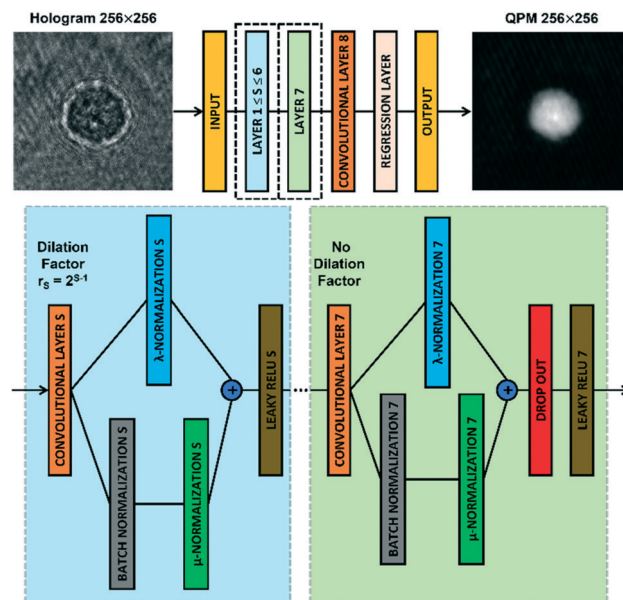 Hologram 256×256
QPM 256×256
INPUT
LAYER 1 ≤ S ≤ 6
LAYER 7
CONVOLUTIONAL LAYER 8
REGRESSION LAYER
OUTPUT
Dilation
Factor
r_S = 2^{S-1}
CONVOLUTIONAL LAYER S
λ-NORMALIZATION S
BATCH NORMALIZATION S
μ-NORMALIZATION S
+
LEAKY RELU S
...
No
Dilation
Factor
CONVOLUTIONAL LAYER 7
λ-NORMALIZATION 7
BATCH NORMALIZATION 7
μ-NORMALIZATION 7
+
DROP OUT
LEAKY RELU 7